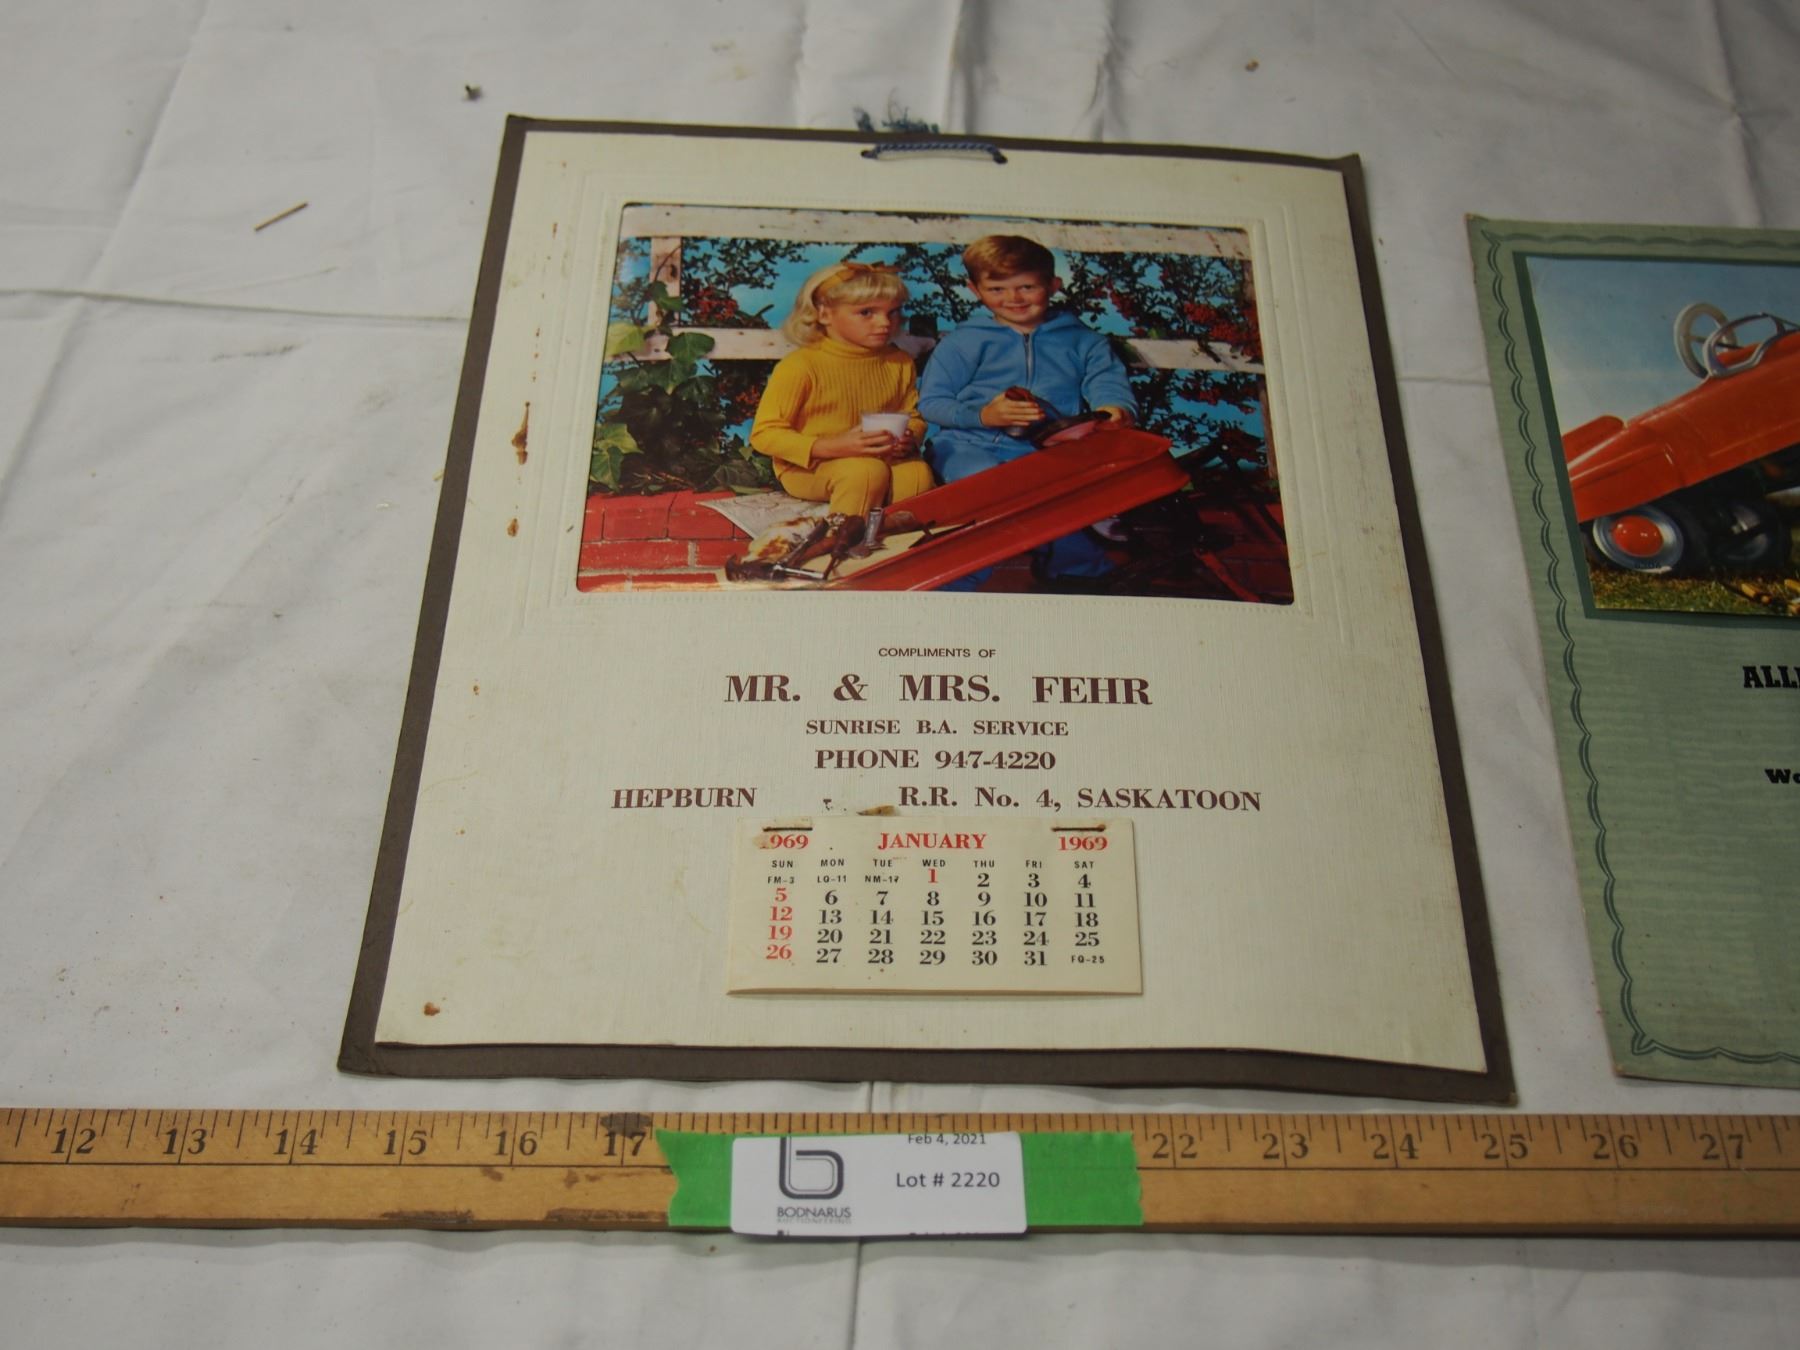 COMPLIMENTS OF
MR. & MRS. FEHR
SUNRISE B.A. SERVICE
PHONE 947-4220
HEPBURN - R.R. No. 4, SASKATOON
1969 JANUARY 1969
SUN MON TUE WED THU FRI SAT
FM-3 LQ-11 NM-17 1 2 3 4
5 6 7 8 9 10 11
12 13 14 15 16 17 18
19 20 21 22 23 24 25
26 27 28 29 30 31 FQ-25
ALL
12 13 14 15 16 17 22 23 24 25 26 27
Feb 4, 2021
Lot # 2220
BODNARUS
AUCTIONEERING